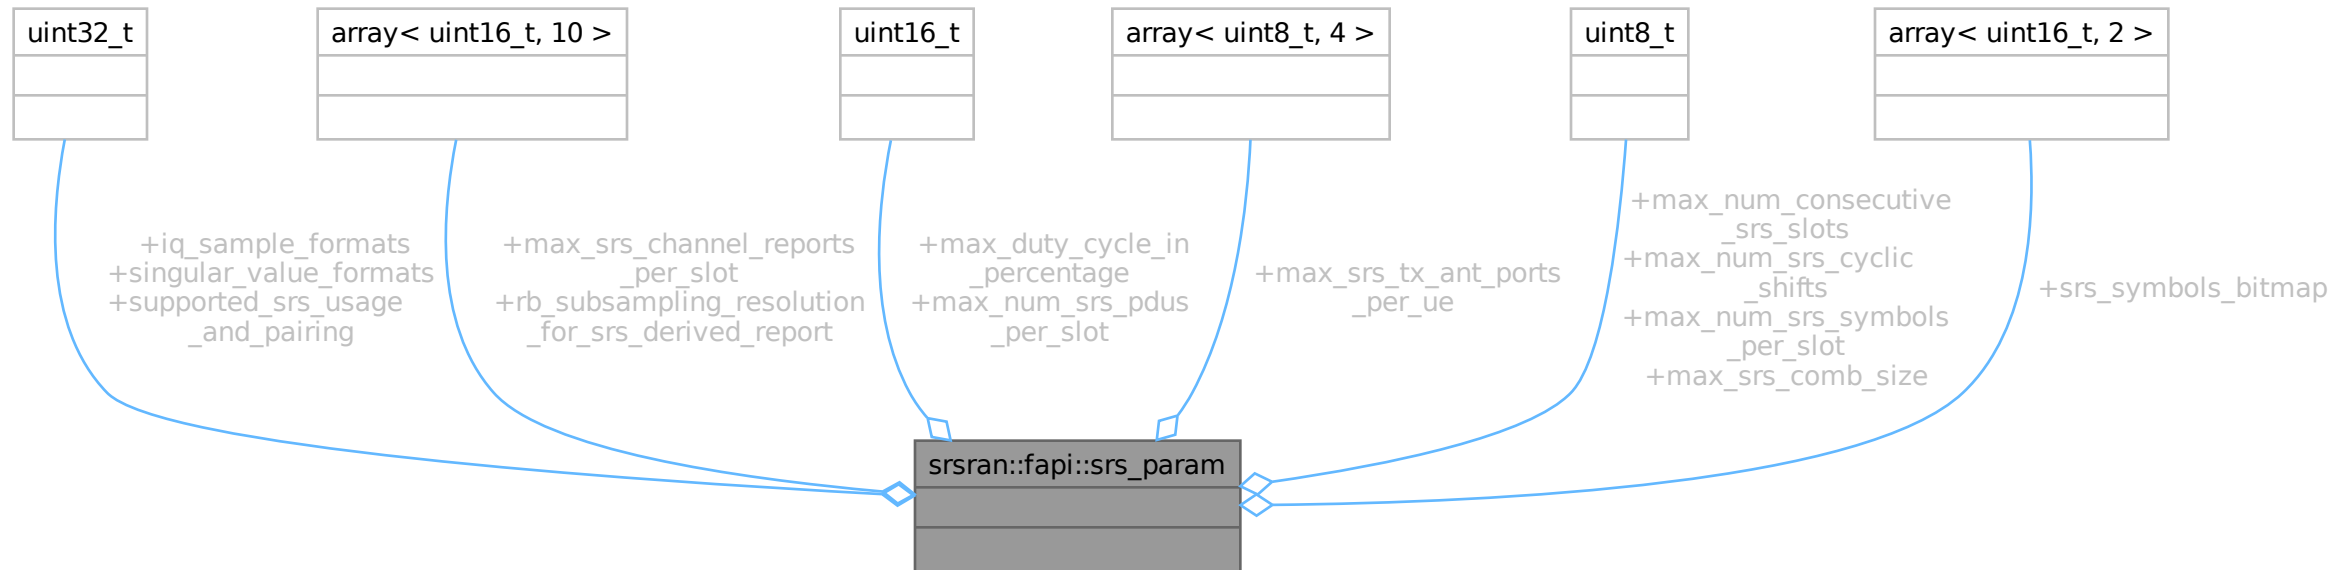 uint32_t
array< uint16_t, 10 >
uint16_t
array< uint8_t, 4 >
uint8_t
array< uint16_t, 2 >
+iq_sample_formats
+singular_value_formats
+supported_srs_usage
_and_pairing
+max_srs_channel_reports
_per_slot
+rb_subsampling_resolution
_for_srs_derived_report
+max_duty_cycle_in
_percentage
+max_num_srs_pdus
_per_slot
+max_srs_tx_ant_ports
_per_ue
+max_num_consecutive
_srs_slots
+max_num_srs_cyclic
_shifts
+max_num_srs_symbols
_per_slot
+max_srs_comb_size
+srs_symbols_bitmap
srsran::fapi::srs_param